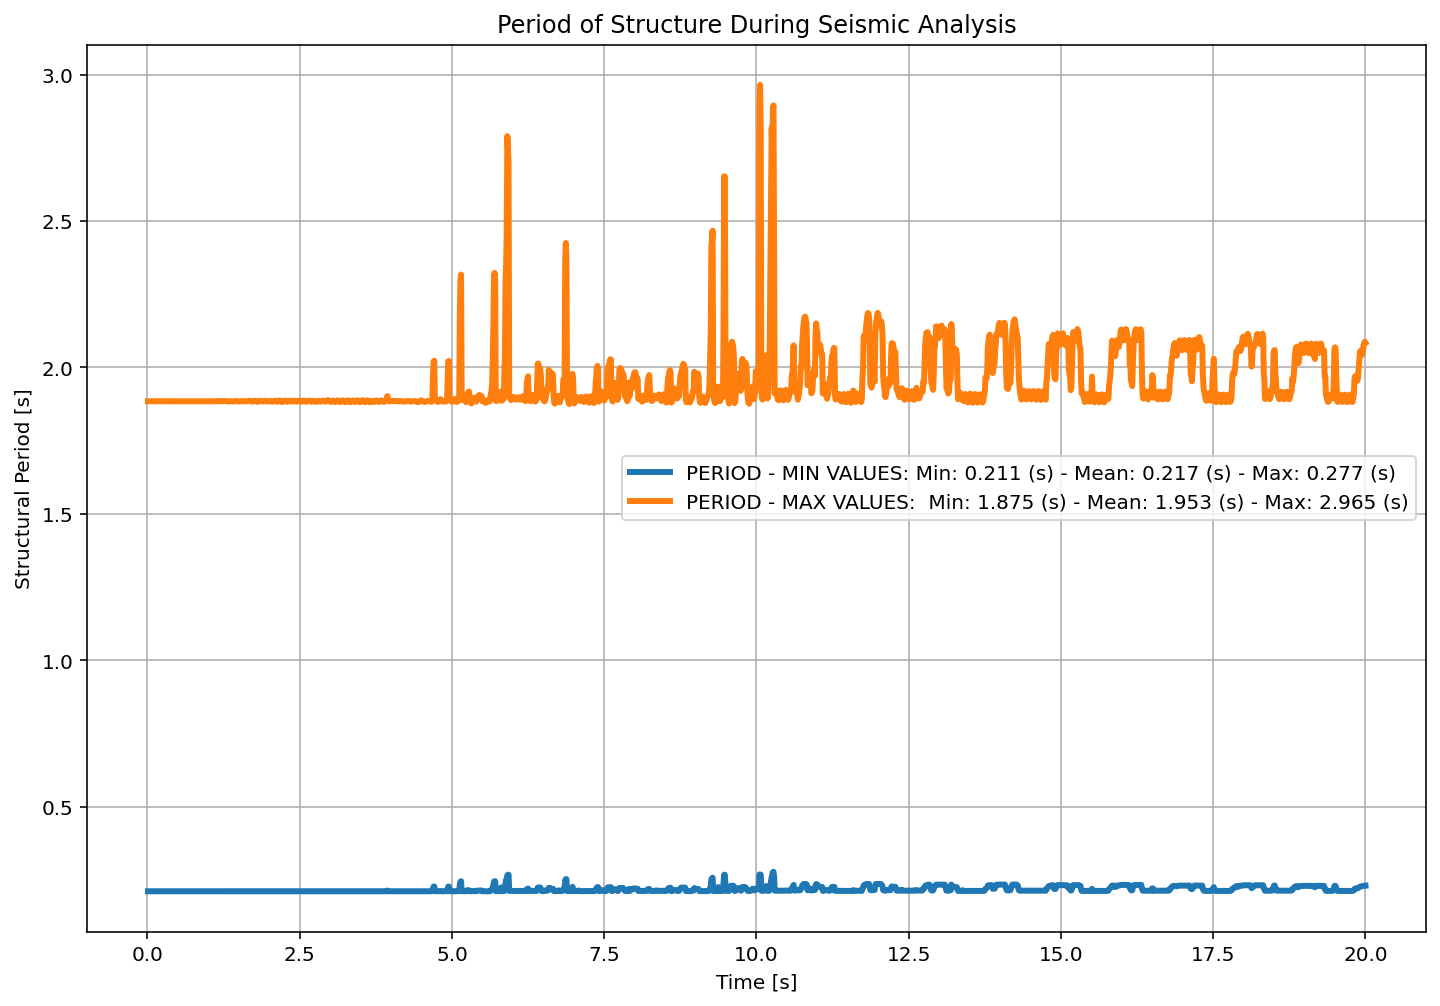 Period of Structure During Seismic Analysis
3.0
2.5
2.0
1.5
1.0
0.5
Structural Period [s]
PERIOD - MIN VALUES: Min: 0.211 (s) - Mean: 0.217 (s) - Max: 0.277 (s)
PERIOD - MAX VALUES:  Min: 1.875 (s) - Mean: 1.953 (s) - Max: 2.965 (s)
0.0 2.5 5.0 7.5 10.0 12.5 15.0 17.5 20.0
Time [s]